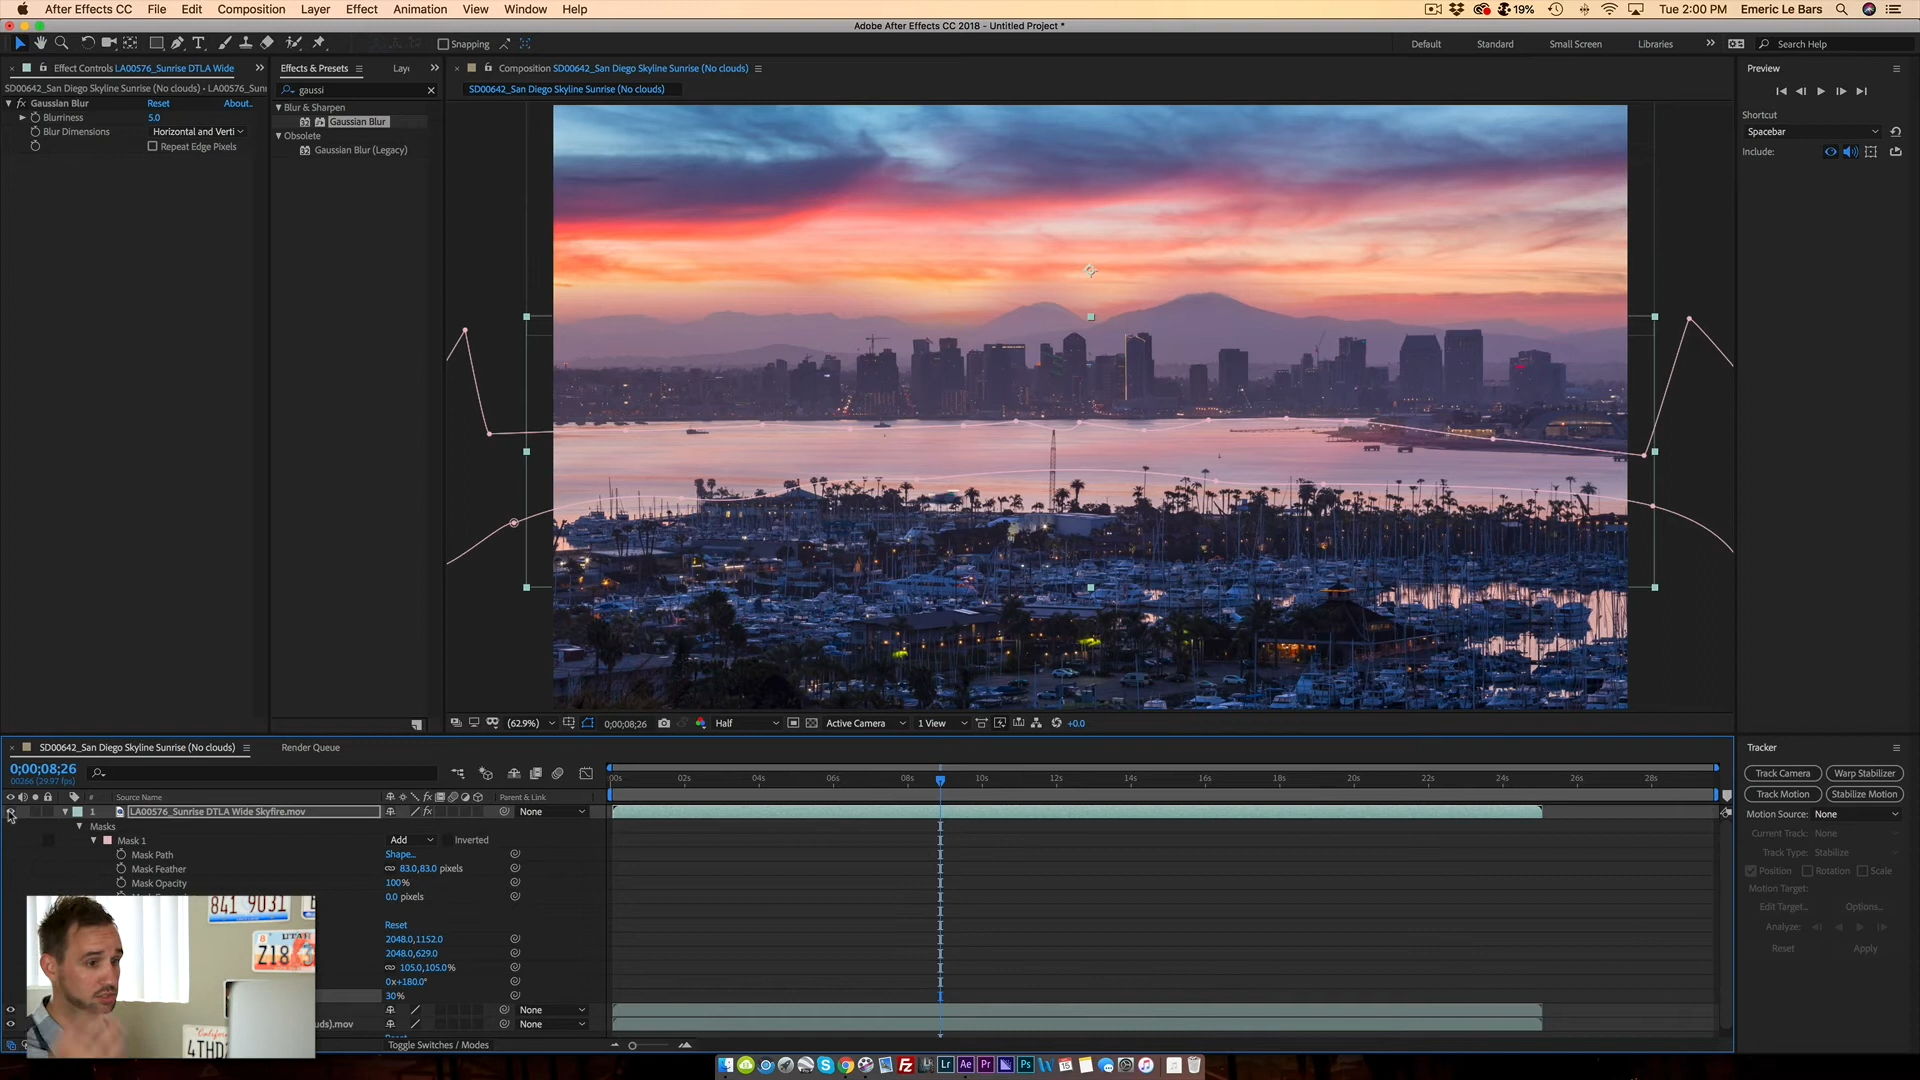 After Effects CC File Edit Composition Layer Effect Animation View Window Help
19% Tue 2:00 PM Emeric Le Bars
Adobe After Effects CC 2018 - Untitled Project *
Snapping
Default Standard Small Screen Libraries Search Help
Effect Controls LA00576_Sunrise DTLA Wide
SD00642_San Diego Skyline Sunrise (No clouds) • LA00576_Sunr
Gaussian Blur Reset About..
Blurriness 5.0
Blur Dimensions Horizontal and Verti
Repeat Edge Pixels
Effects & Presets
gaussi
Blur & Sharpen
Gaussian Blur
Obsolete
Gaussian Blur (Legacy)
Composition SD00642_San Diego Skyline Sunrise (No clouds)
SD00642_San Diego Skyline Sunrise (No clouds)
Preview
Shortcut
Spacebar
Include:
(62.9%) 0;00;08;26 Half Active Camera 1 View +0.0
SD00642_San Diego Skyline Sunrise (No clouds) Render Queue
0;00;08;26
00266 (29.97 fps)
:00s 02s 04s 06s 08s 10s 12s 14s 16s 18s 20s 22s 24s 26s 28s
# Source Name Parent & Link
1 LA00576_Sunrise DTLA Wide Skyfire.mov None
Masks
Mask 1 Add Inverted
Mask Path Shape...
Mask Feather 83.0,83.0 pixels
Mask Opacity 100%
0.0 pixels
Reset
2048.0,1152.0
2048.0,629.0
105.0,105.0%
0x+180.0°
30%
None
uds).mov None
Toggle Switches / Modes
Tracker
Track Camera Warp Stabilizer
Track Motion Stabilize Motion
Motion Source: None
Current Track: None
Track Type: Stabilize
Position Rotation Scale
Motion Target:
Edit Target... Options...
Analyze:
Reset Apply
841 9031
UTAH
Z18 3
4THD
Lr Ae Pr Ps